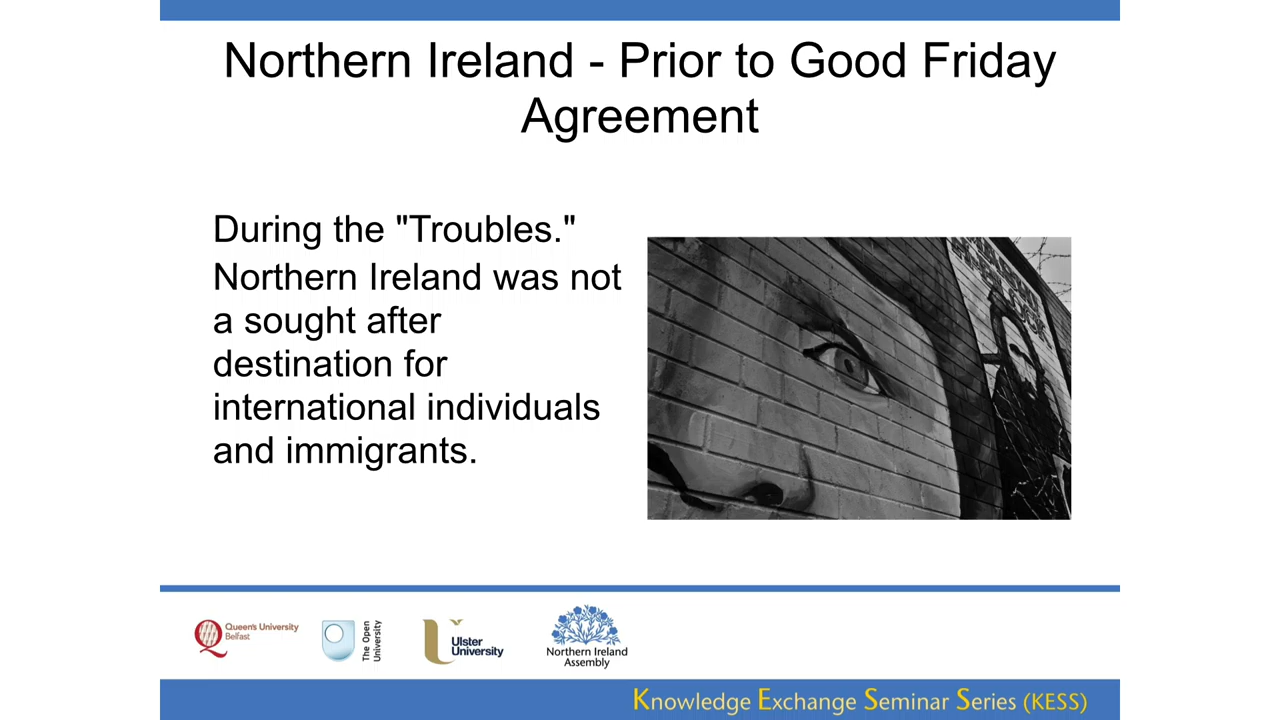 Northern Ireland - Prior to Good Friday
Agreement
During the "Troubles."
Northern Ireland was not
a sought after
destination for
international individuals
and immigrants.
Queen's University
Belfast
The Open
University
Ulster
University
Northern Ireland
Assembly
Knowledge Exchange Seminar Series (KESS)